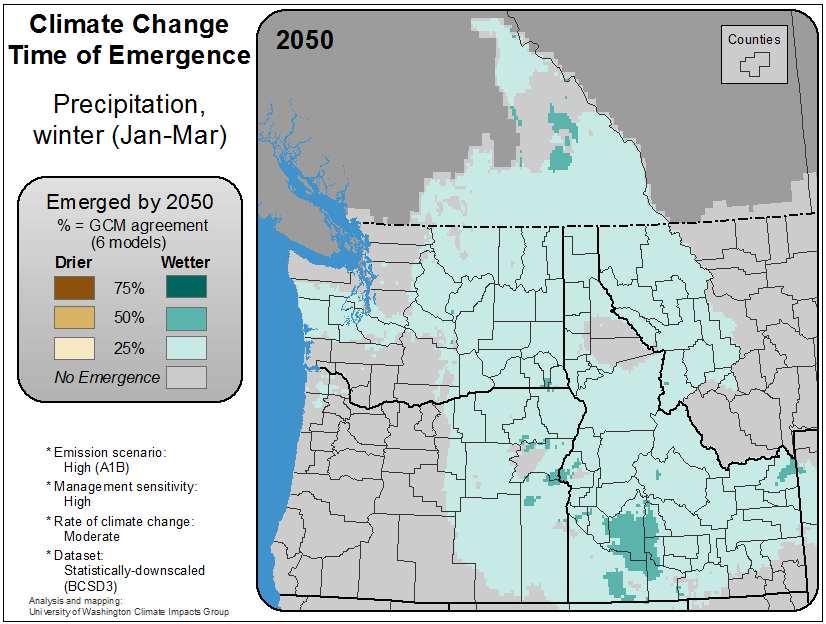 Climate Change
Time of Emergence
Precipitation,
winter (Jan-Mar)
Emerged by 2050
% = GCM agreement
(6 models)
Drier Wetter
75%
50%
25%
No Emergence
* Emission scenario:
High (A1B)
* Management sensitivity:
High
* Rate of climate change:
Moderate
* Dataset:
Statistically-downscaled
(BCSD3)
Analysis and mapping:
University of Washington Climate Impacts Group
2050
Counties